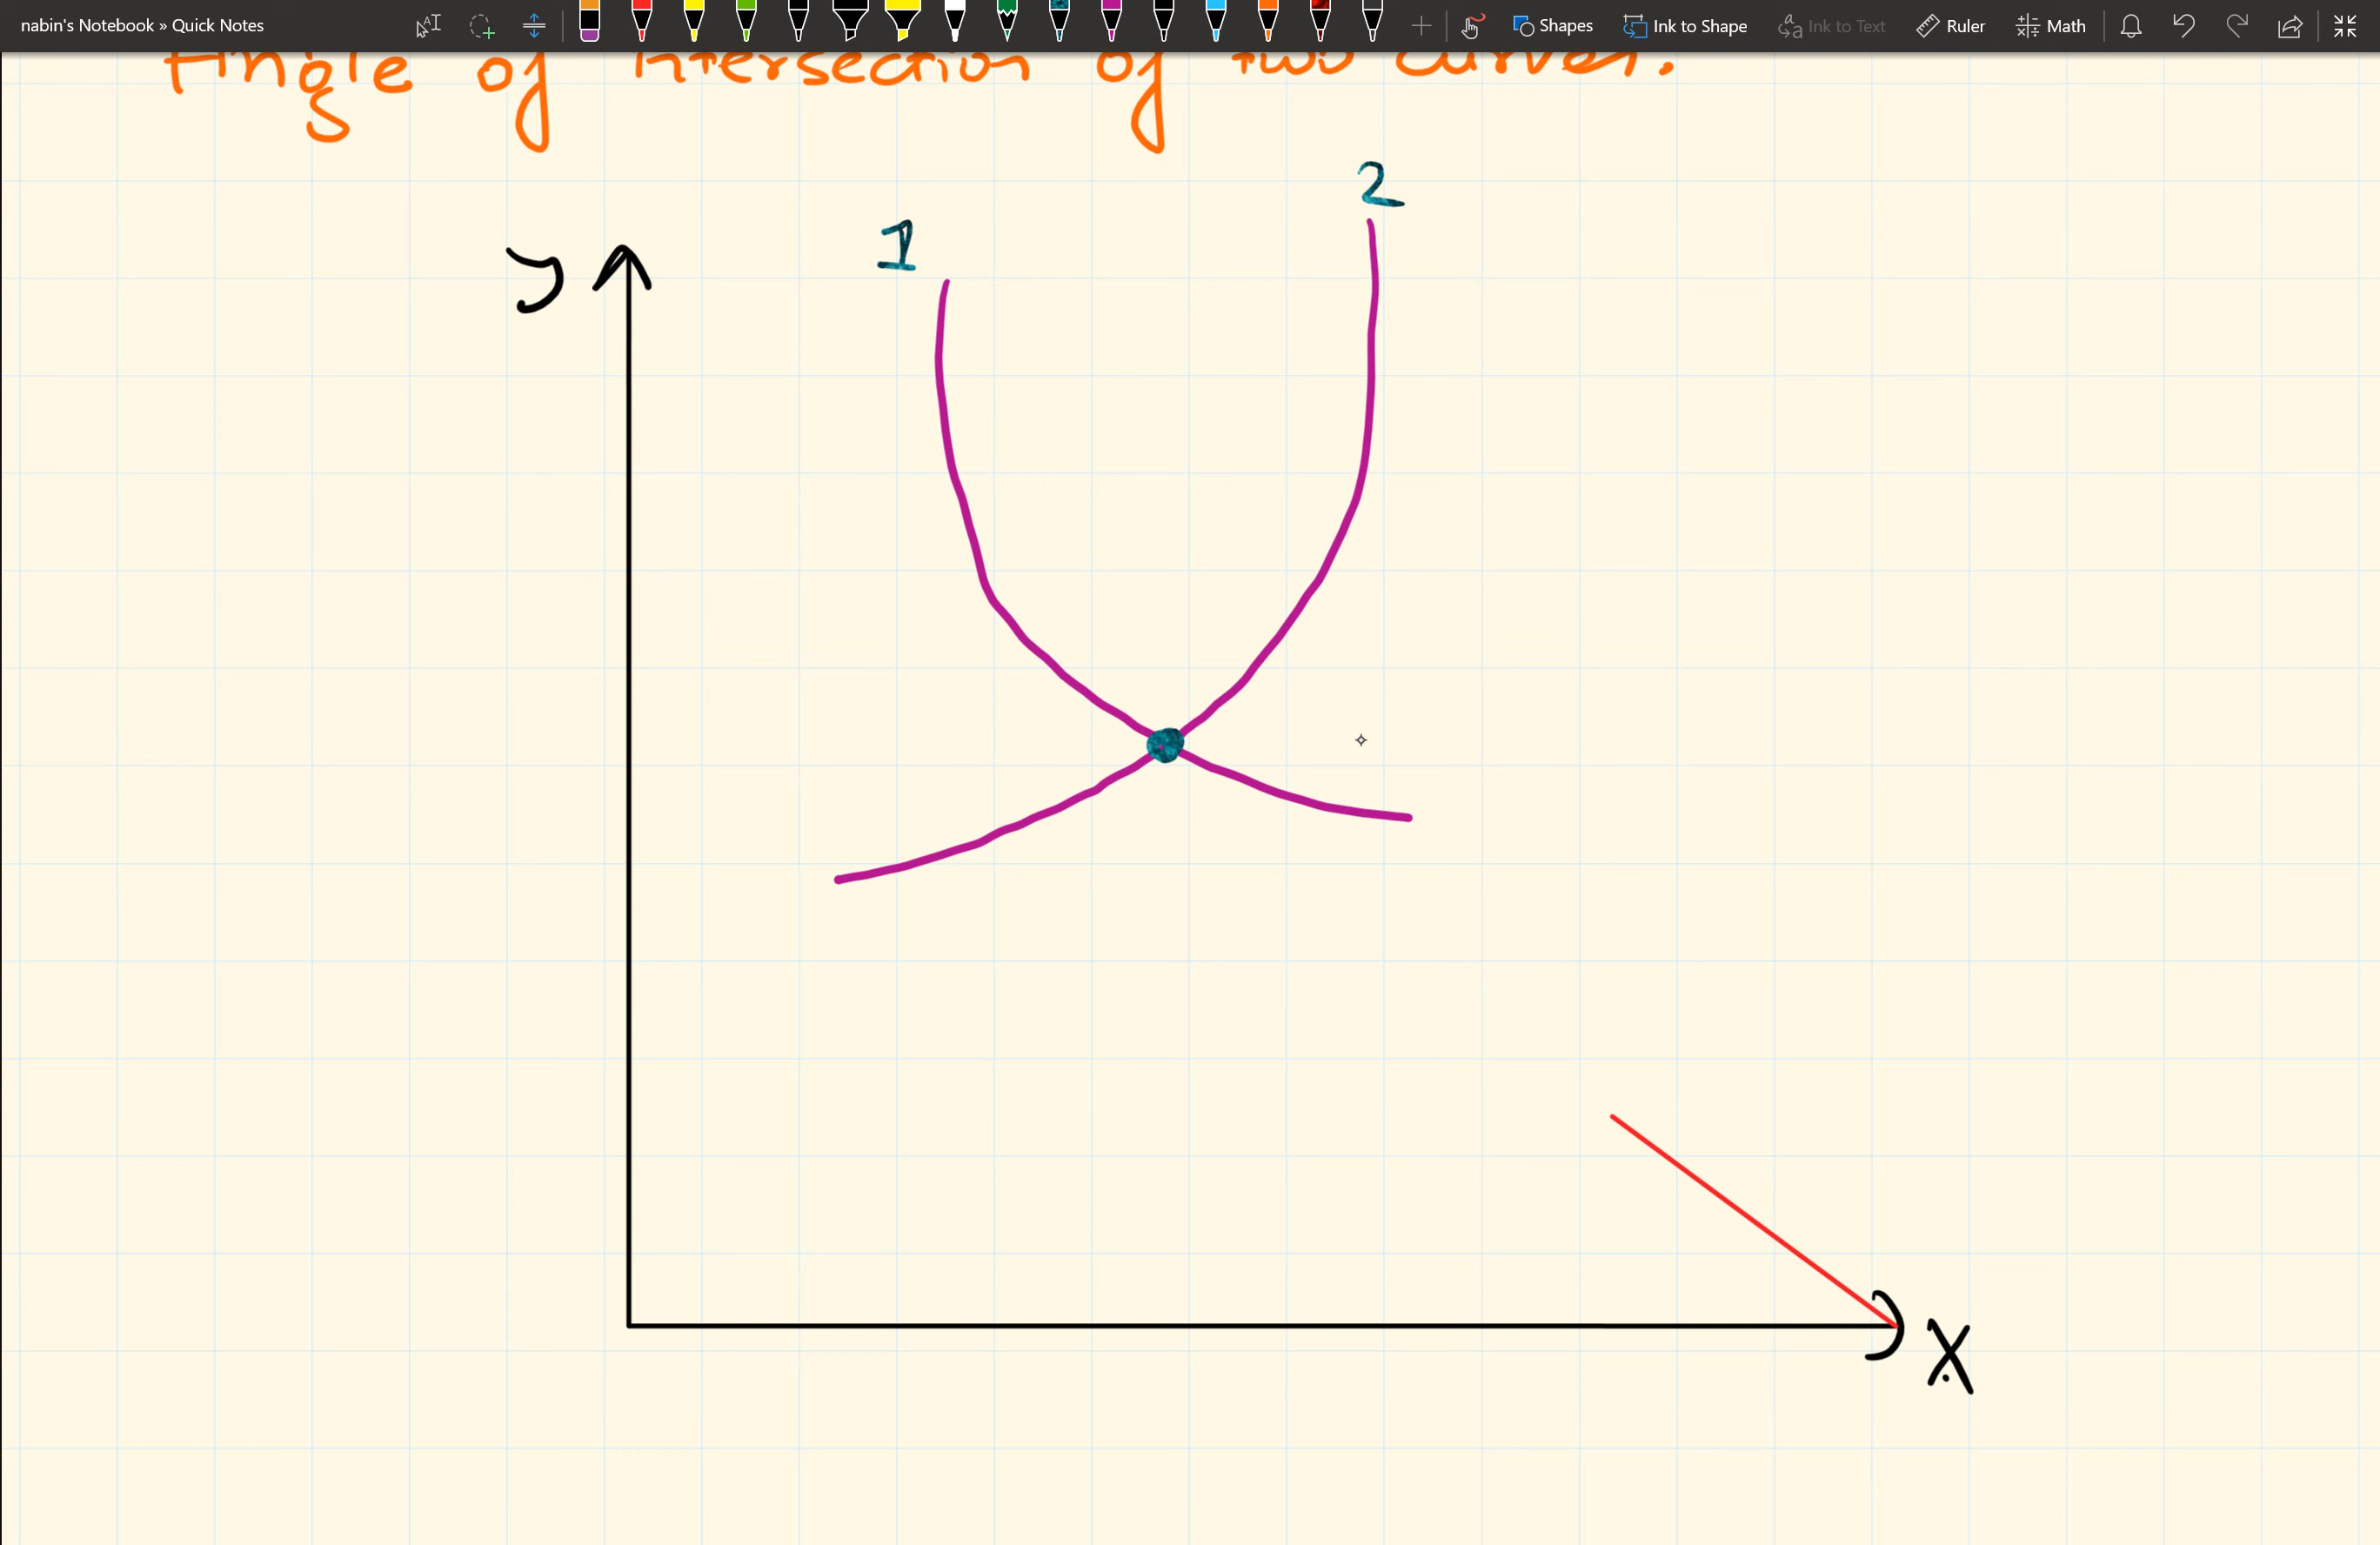 nabin's Notebook » Quick Notes
Shapes
Ink to Shape
Ink to Text
Ruler
Math
Angle of intersection of two curves.
2
1
y
X